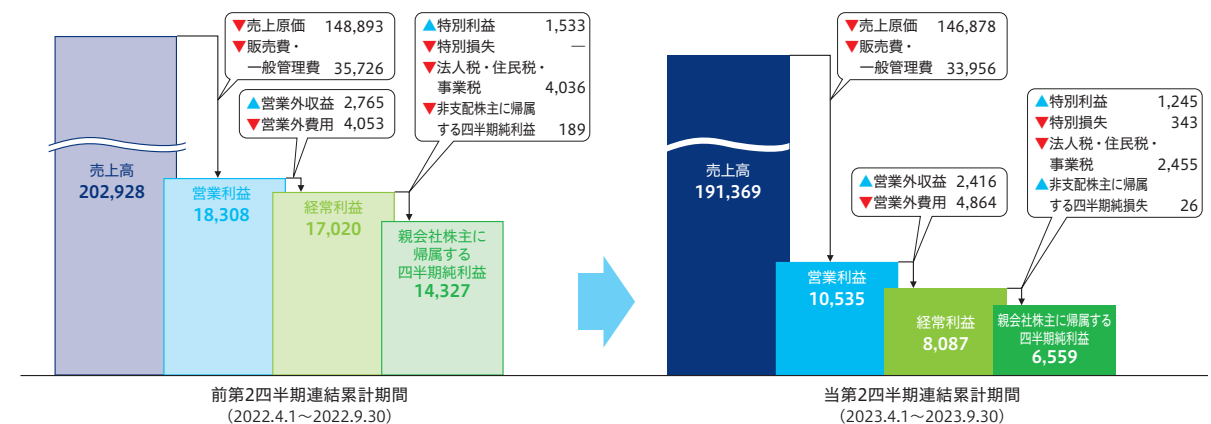 ▼売上原価 148,893
▼販売費・
一般管理費 35,726
▲営業外収益 2,765
▼営業外費用 4,053
▲特別利益 1,533
▼特別損失 —
▼法人税・住民税・
事業税 4,036
▼非支配株主に帰属
する四半期純利益 189
売上高
202,928
営業利益
18,308
経常利益
17,020
親会社株主に
帰属する
四半期純利益
14,327
前第2四半期連結累計期間
(2022.4.1～2022.9.30)
▼売上原価 146,878
▼販売費・
一般管理費 33,956
▲営業外収益 2,416
▼営業外費用 4,864
▲特別利益 1,245
▼特別損失 343
▼法人税・住民税・
事業税 2,455
▲非支配株主に帰属
する四半期純損失 26
売上高
191,369
営業利益
10,535
経常利益
8,087
親会社株主に帰属する
四半期純利益
6,559
当第2四半期連結累計期間
(2023.4.1～2023.9.30)